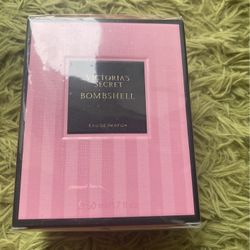 VICTORIA'S
SECRET
BOMBSHELL
EAU DE PARFUM